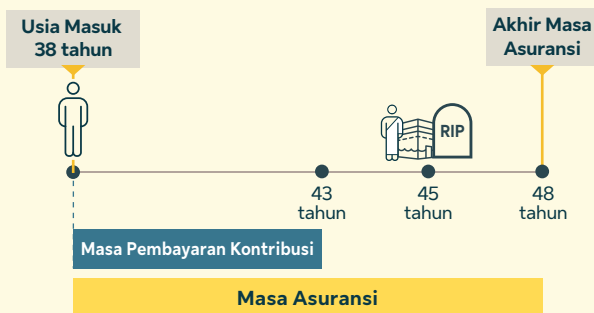 Usia Masuk
38 tahun
Akhir Masa
Asuransi
RIP
43
tahun
45
tahun
48
tahun
Masa Pembayaran Kontribusi
Masa Asuransi